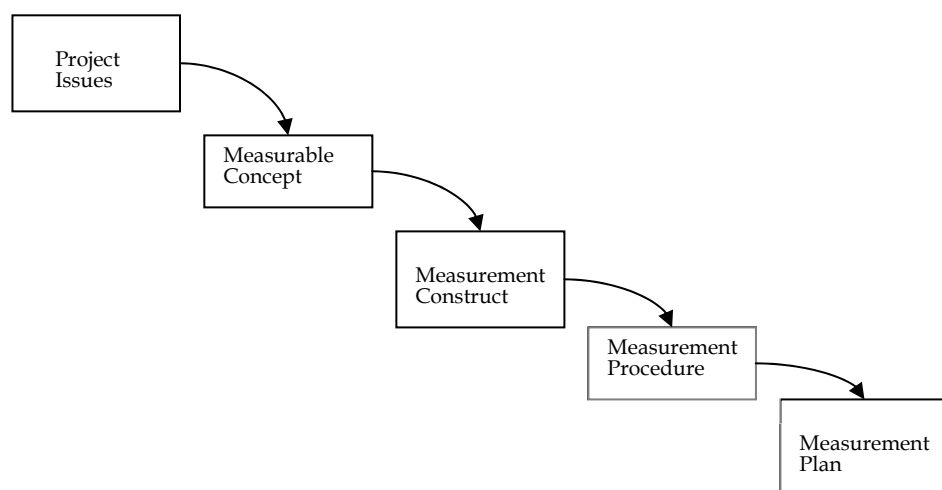 Project
Issues
Measurable
Concept
Measurement
Construct
Measurement
Procedure
Measurement
Plan